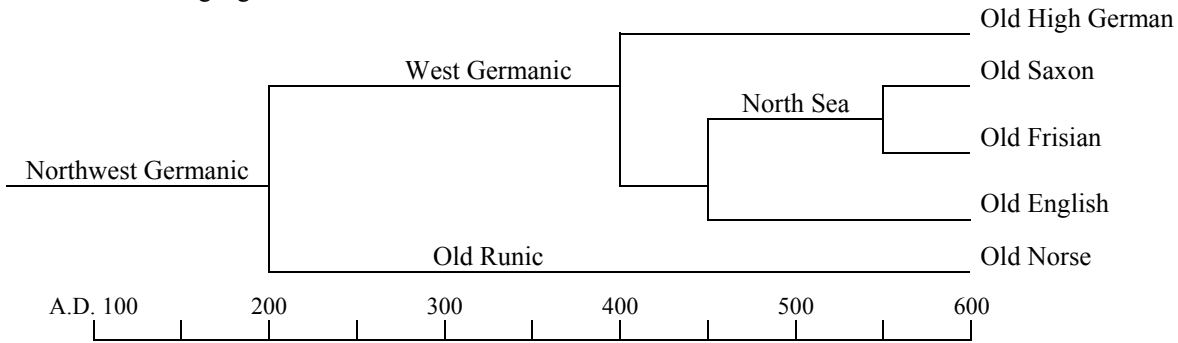 Old High German
West Germanic
Old Saxon
North Sea
Old Frisian
Northwest Germanic
Old English
Old Runic
Old Norse
A.D. 100 200 300 400 500 600